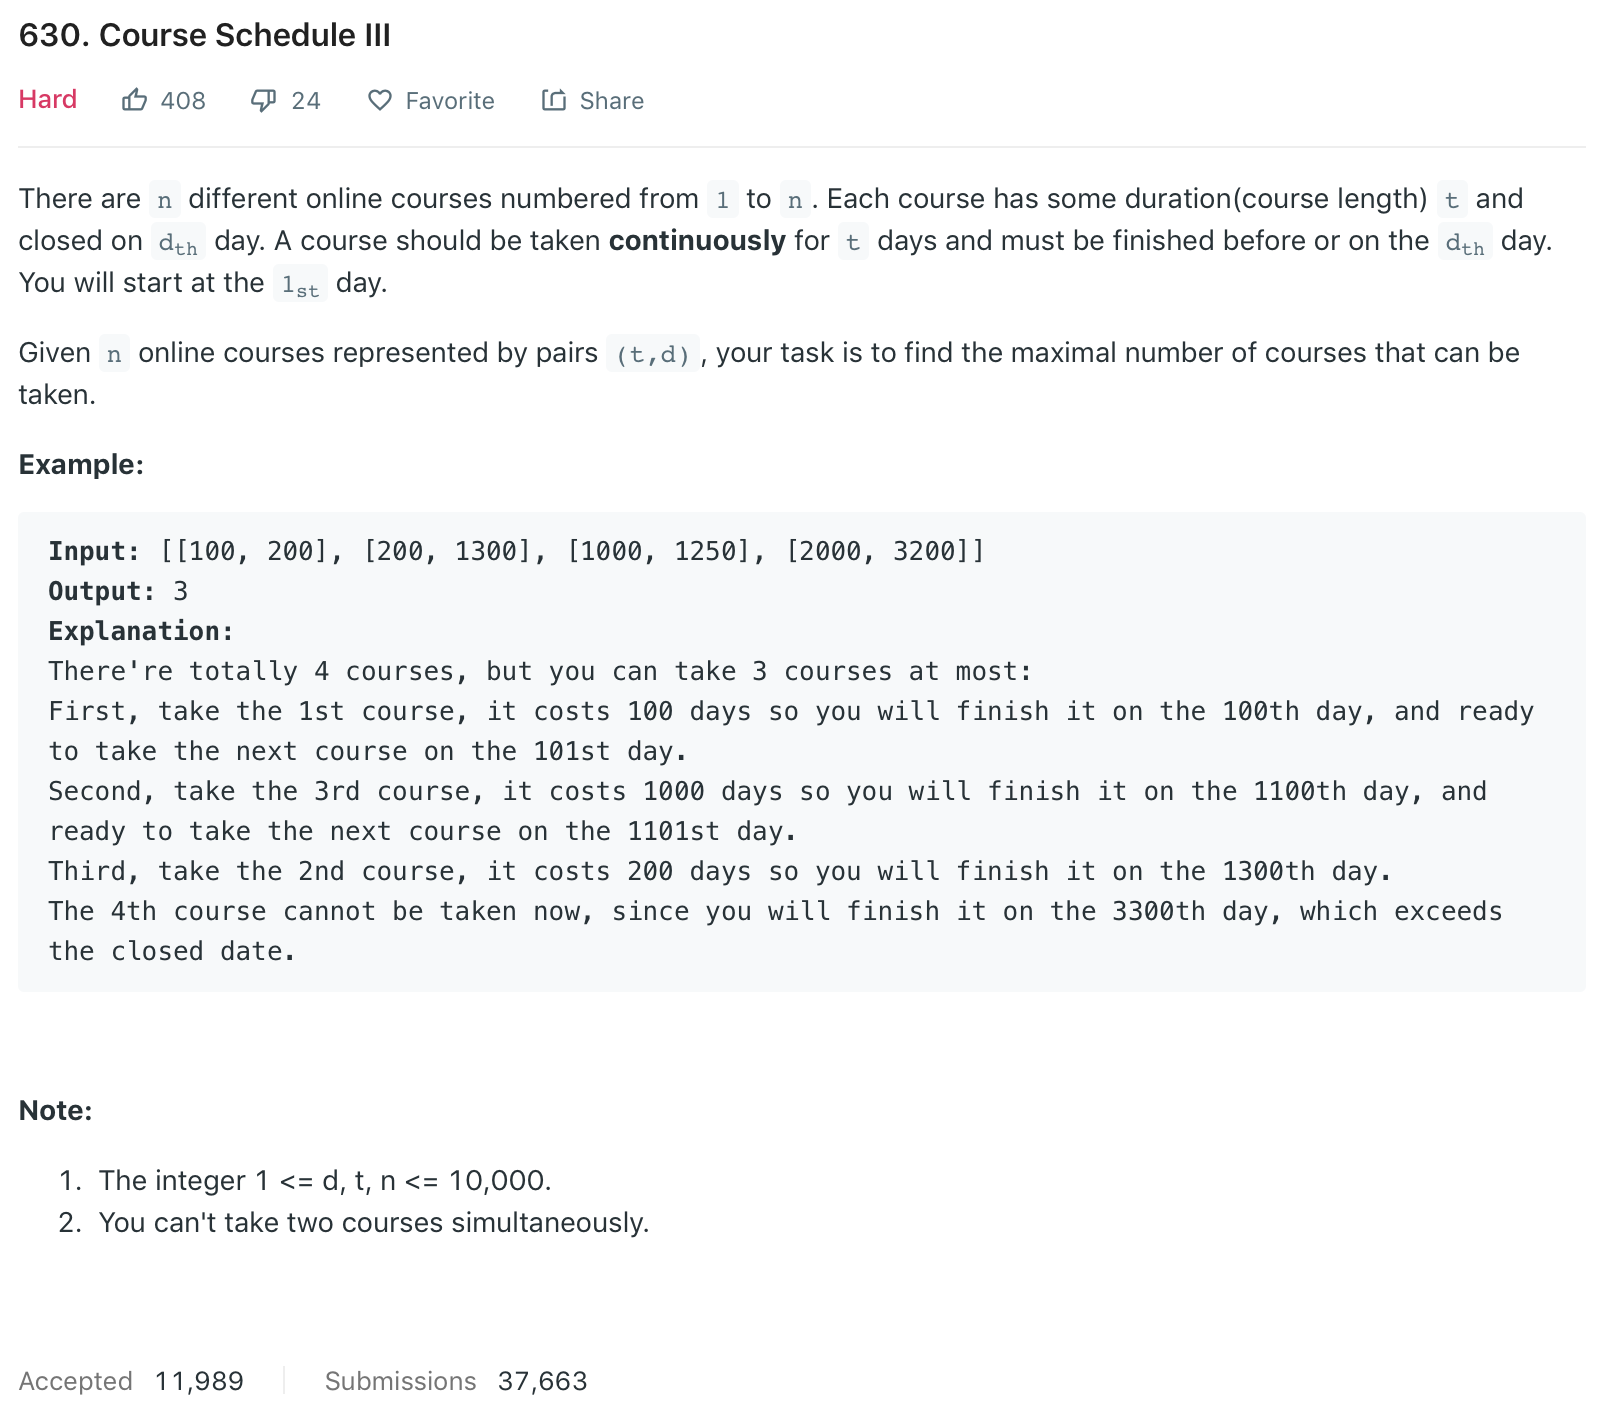 630. Course Schedule III
Hard 408 24 Favorite Share
There are n different online courses numbered from 1 to n. Each course has some duration(course length) t and
closed on dth day. A course should be taken continuously for t days and must be finished before or on the dth day.
You will start at the 1st day.
Given n online courses represented by pairs (t,d), your task is to find the maximal number of courses that can be
taken.
Example:
Input: [[100, 200], [200, 1300], [1000, 1250], [2000, 3200]]
Output: 3
Explanation:
There're totally 4 courses, but you can take 3 courses at most:
First, take the 1st course, it costs 100 days so you will finish it on the 100th day, and ready
to take the next course on the 101st day.
Second, take the 3rd course, it costs 1000 days so you will finish it on the 1100th day, and
ready to take the next course on the 1101st day.
Third, take the 2nd course, it costs 200 days so you will finish it on the 1300th day.
The 4th course cannot be taken now, since you will finish it on the 3300th day, which exceeds
the closed date.
Note:
1. The integer 1 <= d, t, n <= 10,000.
2. You can't take two courses simultaneously.
Accepted 11,989 Submissions 37,663